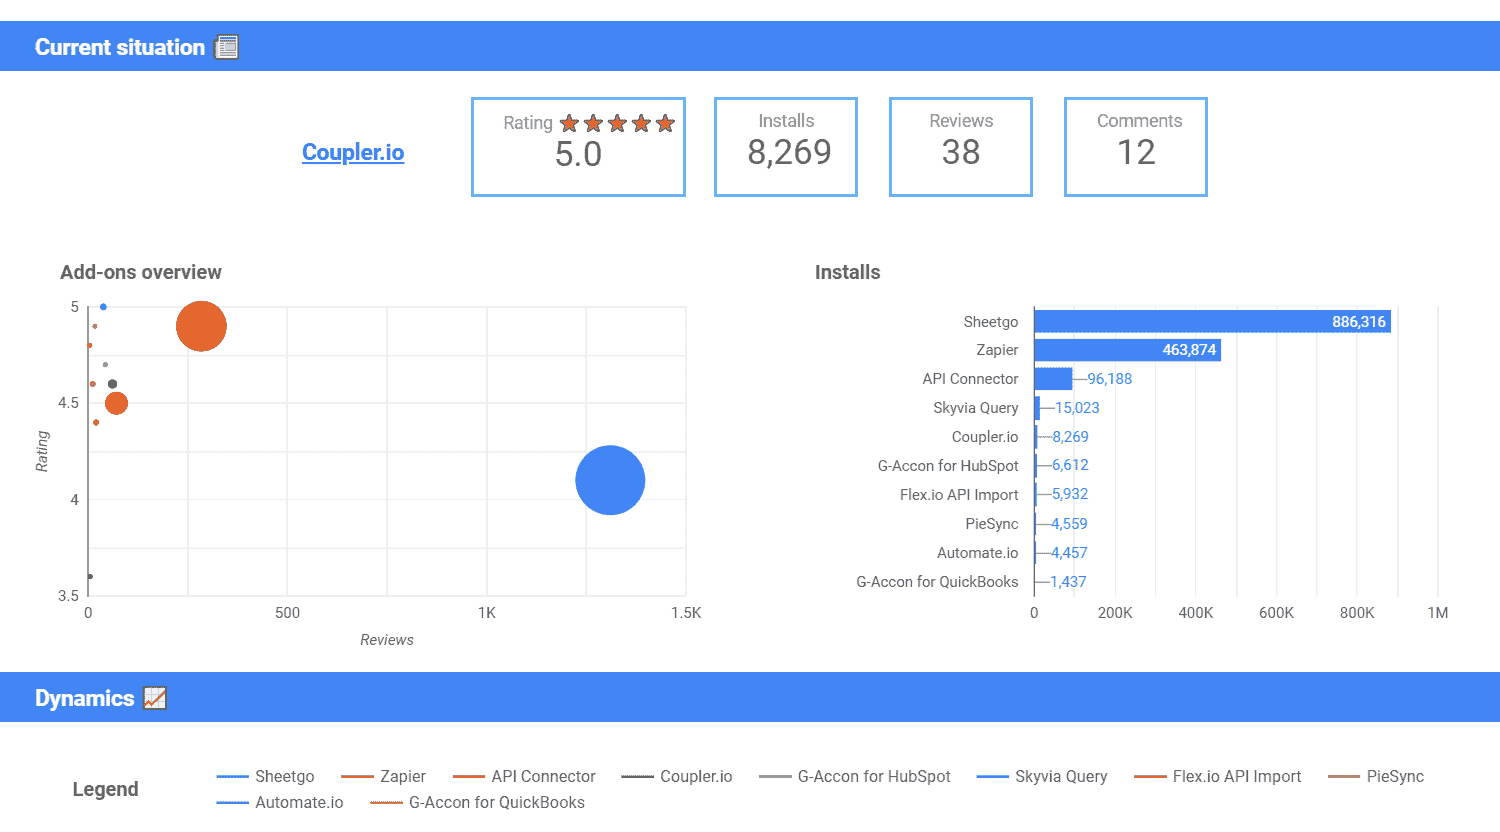 Current situation
Coupler.io
Rating
5.0
Installs
8,269
Reviews
38
Comments
12
Add-ons overview
5
4.5
4
3.5
Rating
0
500
1K
1.5K
Reviews
Installs
Sheetgo 886,316
Zapier 463,874
API Connector 96,188
Skyvia Query 15,023
Coupler.io 8,269
G-Accon for HubSpot 6,612
Flex.io API Import 5,932
PieSync 4,559
Automate.io 4,457
G-Accon for QuickBooks 1,437
0 200K 400K 600K 800K 1M
Dynamics
Legend
Sheetgo Zapier API Connector Coupler.io G-Accon for HubSpot Skyvia Query Flex.io API Import PieSync
Automate.io G-Accon for QuickBooks